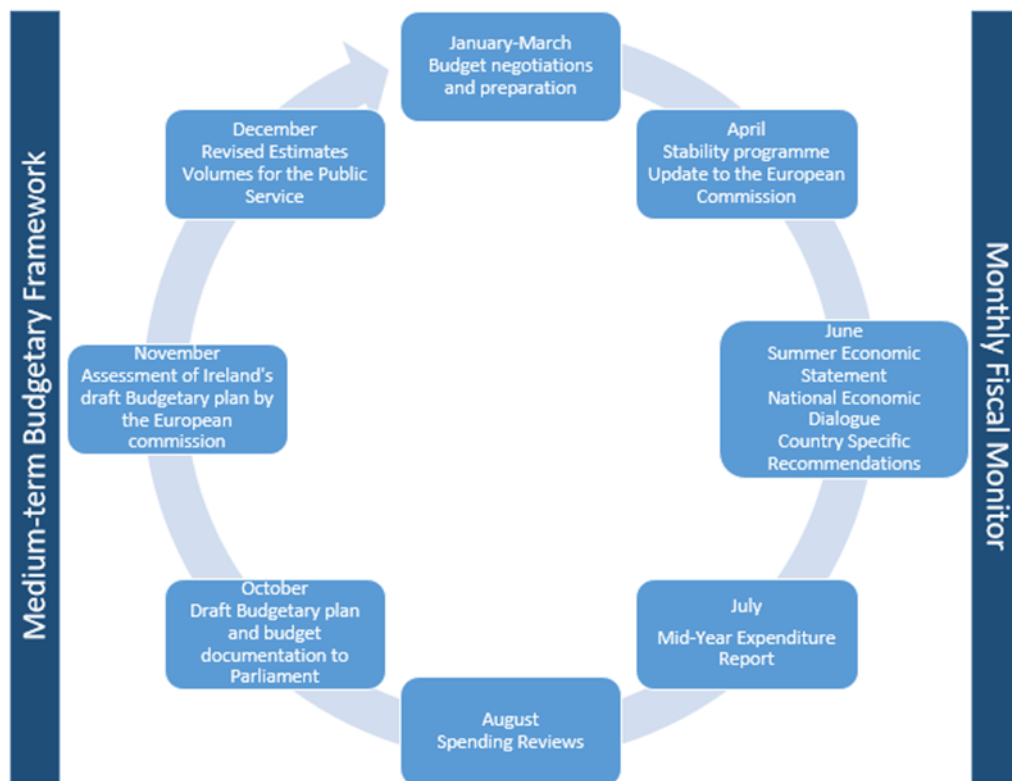 Medium-term Budgetary Framework
January-March
Budget negotiations
and preparation
April
Stability programme
Update to the European
Commission
June
Summer Economic
Statement
National Economic
Dialogue
Country Specific
Recommendations
July
Mid-Year Expenditure
Report
August
Spending Reviews
October
Draft Budgetary plan
and budget
documentation to
Parliament
November
Assessment of Ireland's
draft Budgetary plan by
the European
commission
December
Revised Estimates
Volumes for the Public
Service
Monthly Fiscal Monitor